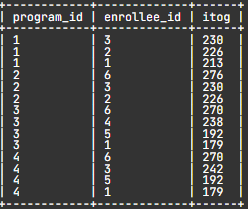 | program_id | enrollee_id | itog |
| 1 | 3 | 230 |
| 1 | 2 | 226 |
| 1 | 1 | 213 |
| 2 | 6 | 276 |
| 2 | 3 | 230 |
| 2 | 2 | 226 |
| 3 | 6 | 270 |
| 3 | 4 | 238 |
| 3 | 5 | 192 |
| 3 | 1 | 179 |
| 4 | 6 | 270 |
| 4 | 3 | 242 |
| 4 | 5 | 192 |
| 4 | 1 | 179 |